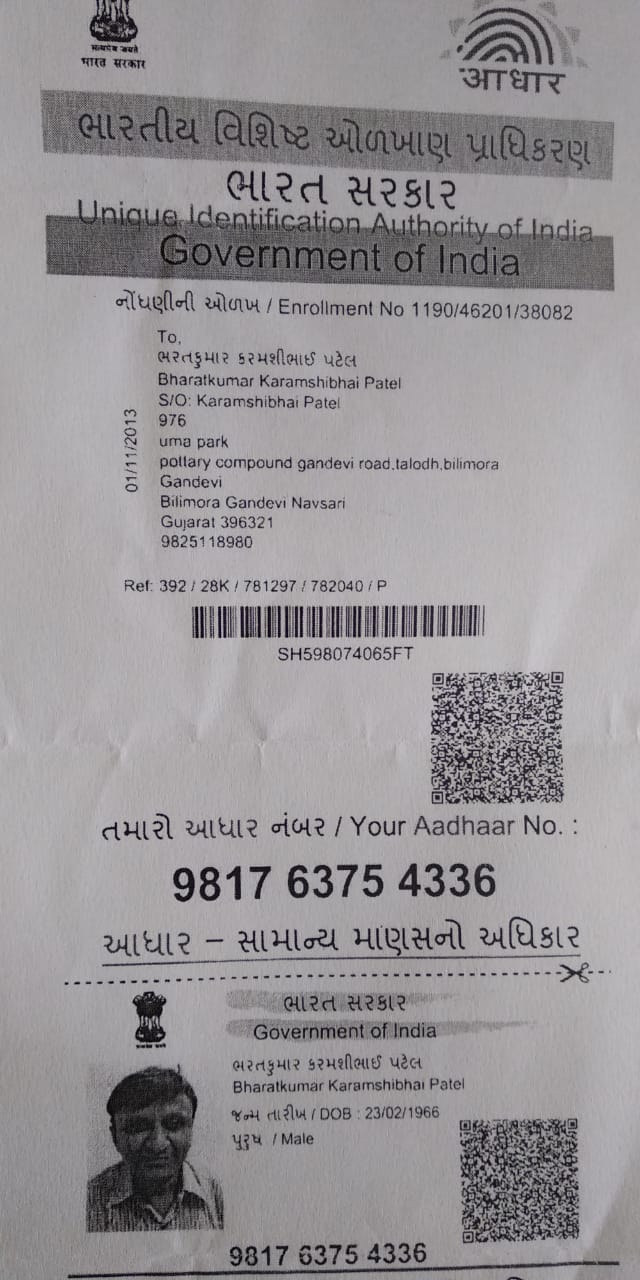 सत्यमेव जयते
भारत सरकार
आधार
ભારતીય વિશિષ્ટ ઓળખાણ પ્રાધિકરણ
ભારત સરકાર
Unique Identification Authority of India
Government of India
નોંધણીની ઓળખ / Enrollment No 1190/46201/38082
To,
ભરતકુમાર કરમશીભાઈ પટેલ
Bharatkumar Karamshibhai Patel
S/O: Karamshibhai Patel
976
uma park
pottary compound gandevi road,talodh,bilimora
Gandevi
Bilimora Gandevi Navsari
Gujarat 396321
9825118980
01/11/2013
Ref: 392 / 28K / 781297 / 782040 / P
SH598074065FT
તમારો આધાર નંબર / Your Aadhaar No. :
9817 6375 4336
આધાર – સામાન્ય માણસનો અધિકાર
ભારત સરકાર
Government of India
ભરતકુમાર કરમશીભાઈ પટેલ
Bharatkumar Karamshibhai Patel
જન્મ તારીખ / DOB : 23/02/1966
પુરુષ / Male
9817 6375 4336